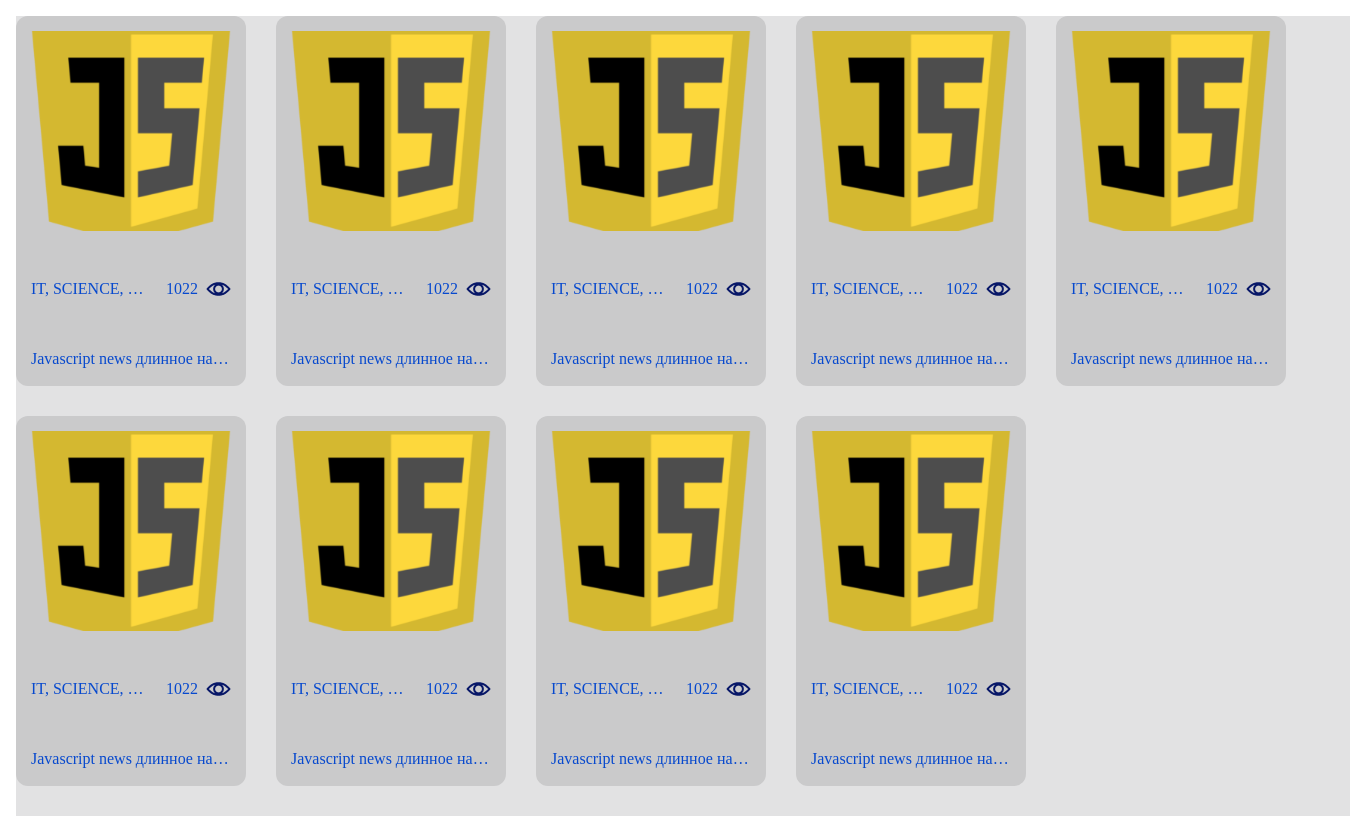 JS JS JS JS JS
IT, SCIENCE, … 1022 IT, SCIENCE, … 1022 IT, SCIENCE, … 1022 IT, SCIENCE, … 1022 IT, SCIENCE, … 1022
Javascript news длинное на… Javascript news длинное на… Javascript news длинное на… Javascript news длинное на… Javascript news длинное на…
JS JS JS JS
IT, SCIENCE, … 1022 IT, SCIENCE, … 1022 IT, SCIENCE, … 1022 IT, SCIENCE, … 1022
Javascript news длинное на… Javascript news длинное на… Javascript news длинное на… Javascript news длинное на…